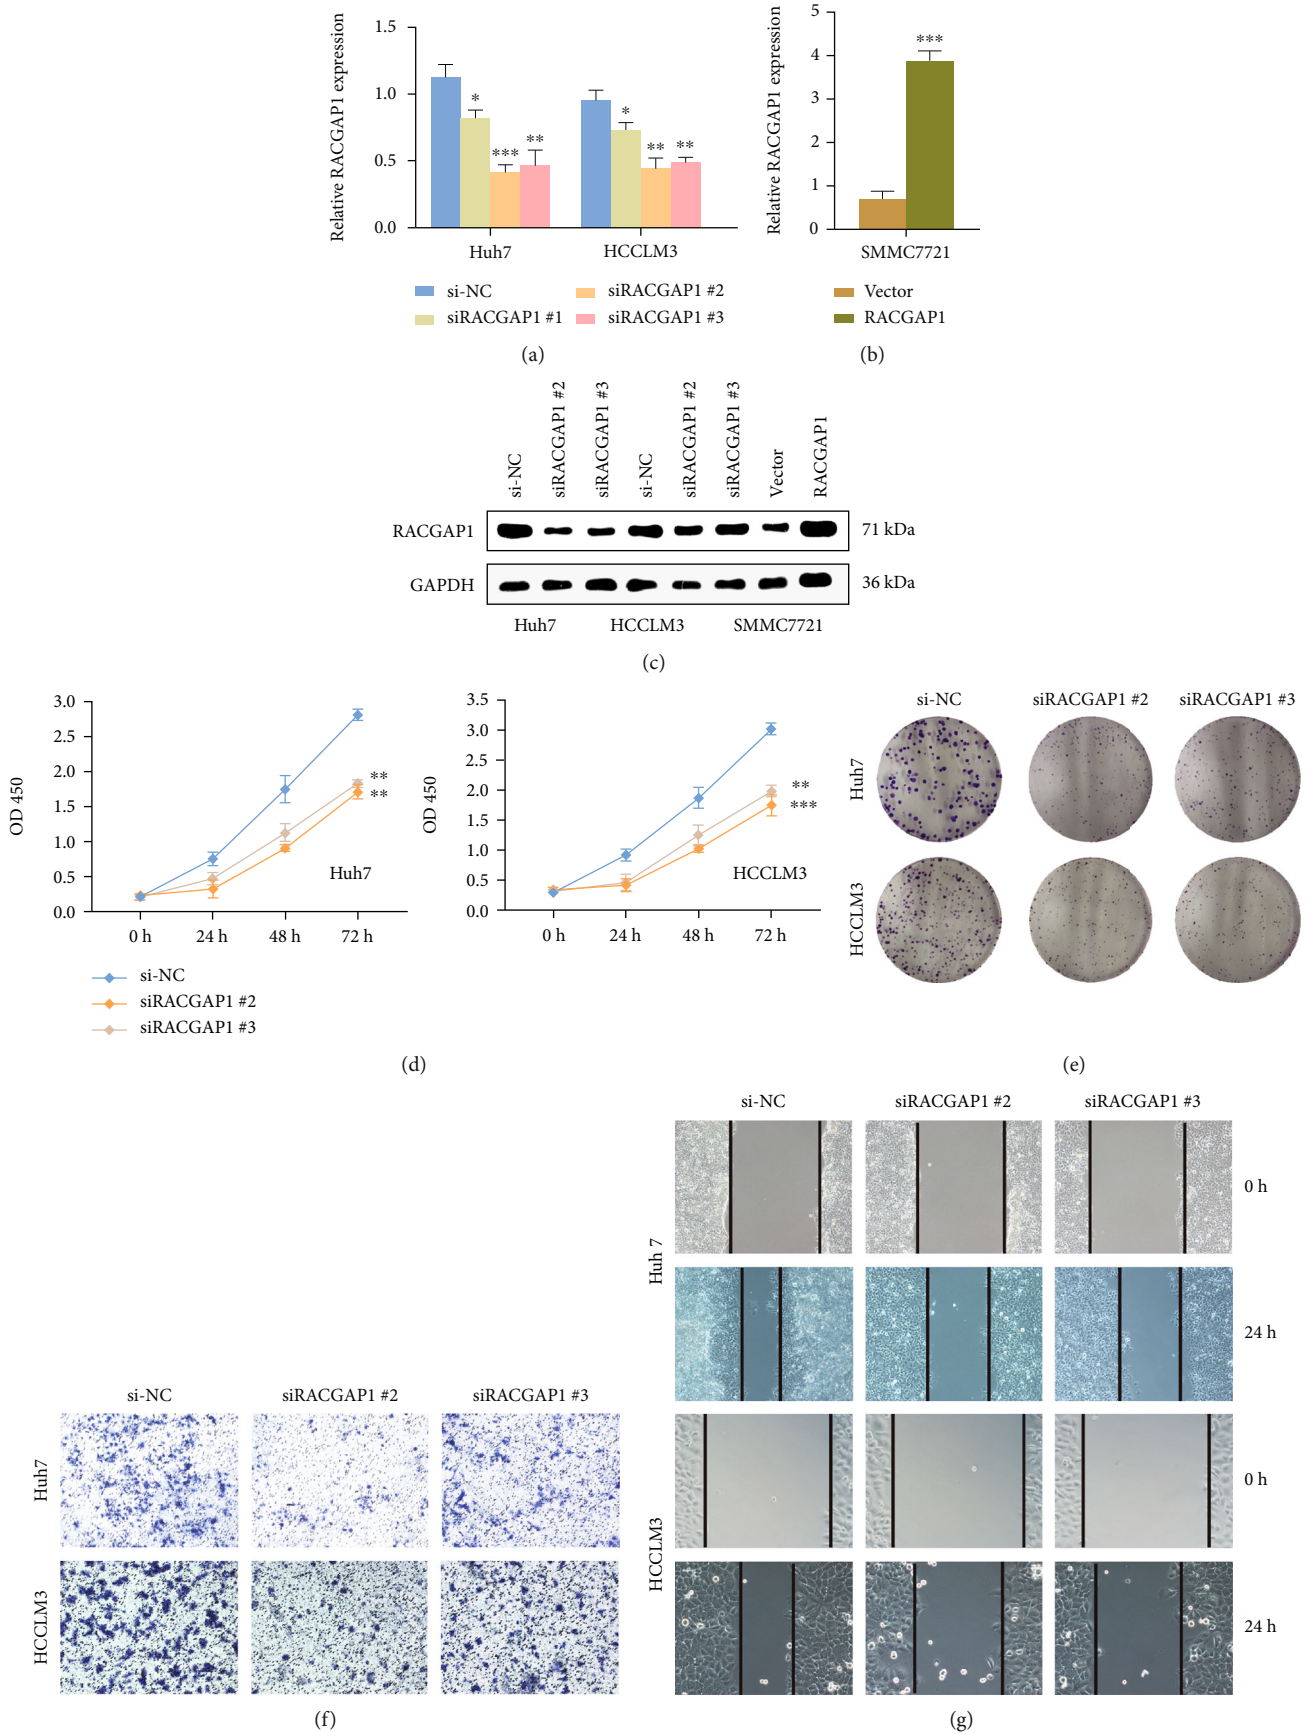 Relative RACGAP1 expression
1.5
1.0
0.5
0.0
*
***
**
*
**
**
Huh7
HCCLM3
si-NC
siRACGAP1 #1
siRACGAP1 #2
siRACGAP1 #3
(a)
Relative RACGAP1 expression
5
4
3
2
1
0
***
SMMC7721
Vector
RACGAP1
(b)
si-NC
siRACGAP1 #2
siRACGAP1 #3
si-NC
siRACGAP1 #2
siRACGAP1 #3
Vector
RACGAP1
RACGAP1
71 kDa
GAPDH
36 kDa
Huh7
HCCLM3
SMMC7721
(c)
OD 450
3.0
2.5
2.0
1.5
1.0
0.5
0.0
**
**
Huh7
0 h
24 h
48 h
72 h
OD 450
3.5
3.0
2.5
2.0
1.5
1.0
0.5
0.0
**
***
HCCLM3
0 h
24 h
48 h
72 h
si-NC
siRACGAP1 #2
siRACGAP1 #3
(d)
si-NC
siRACGAP1 #2
siRACGAP1 #3
Huh7
HCCLM3
(e)
si-NC
siRACGAP1 #2
siRACGAP1 #3
Huh7
HCCLM3
(f)
si-NC
siRACGAP1 #2
siRACGAP1 #3
Huh 7
0 h
24 h
HCCLM3
0 h
24 h
(g)